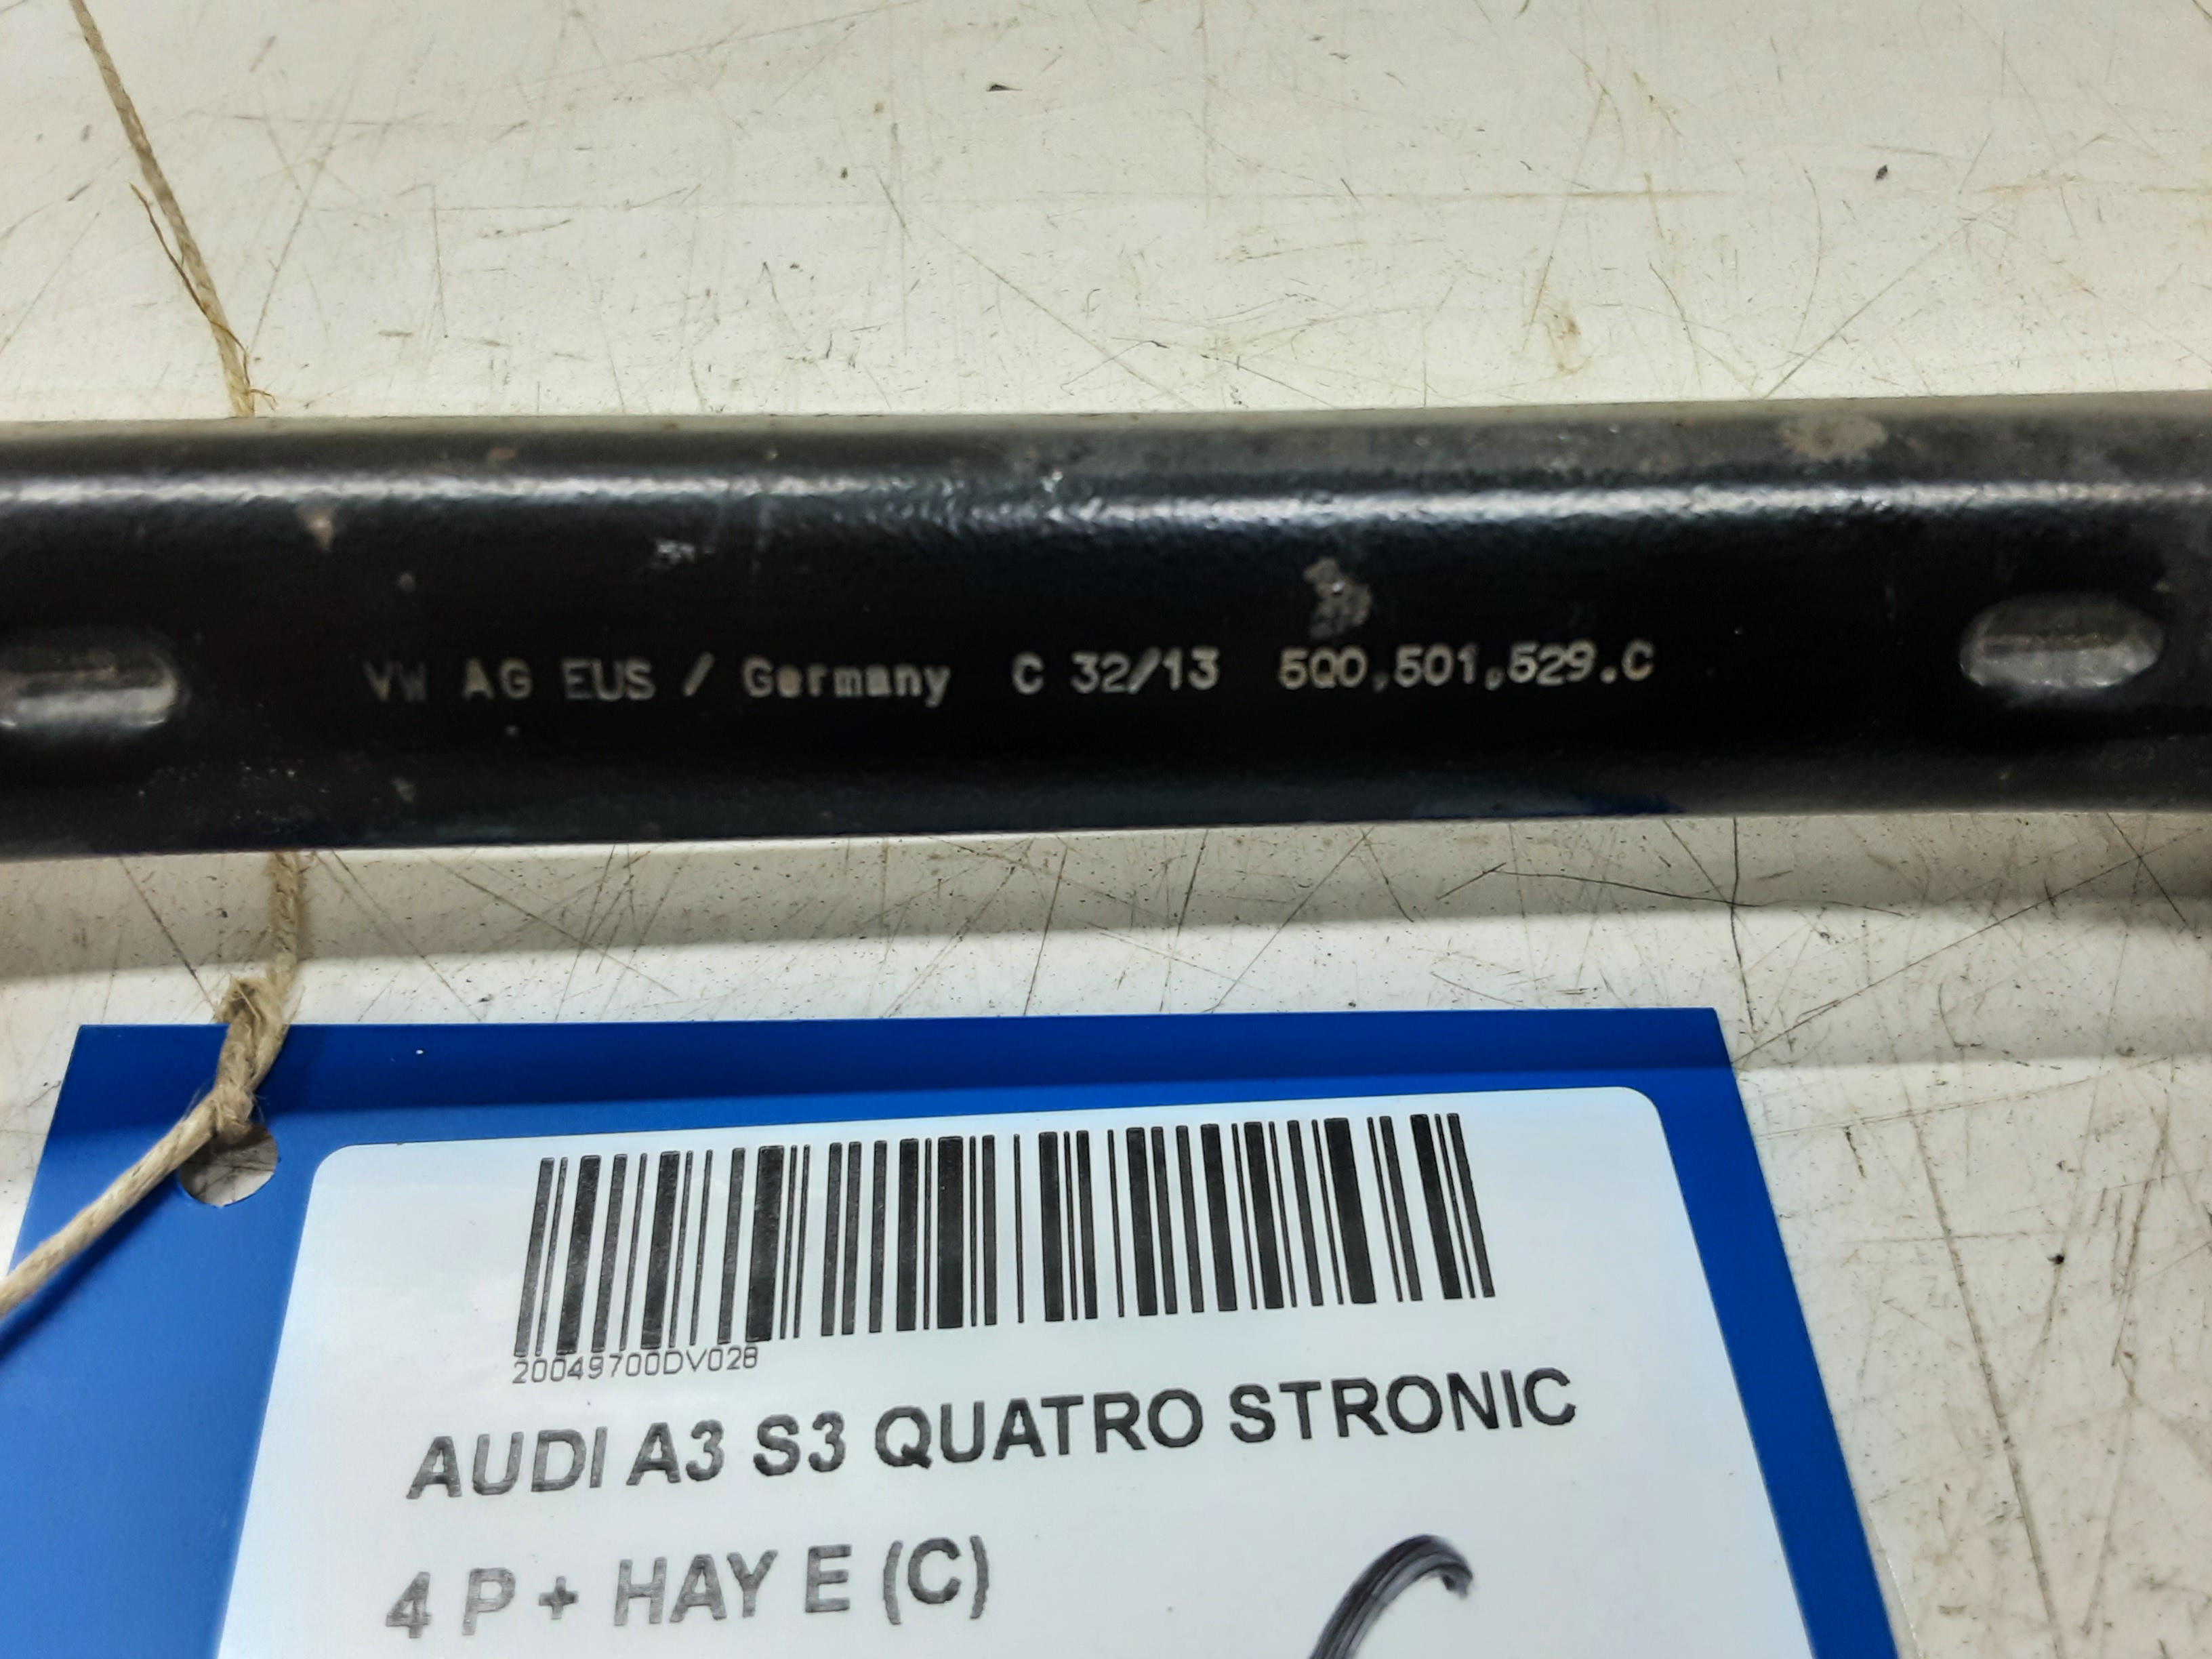 VW AG EUS / Germany C 32/13 5Q0,501,529.C
20049700DV028
AUDI A3 S3 QUATRO STRONIC
4 P + HAY E (C)